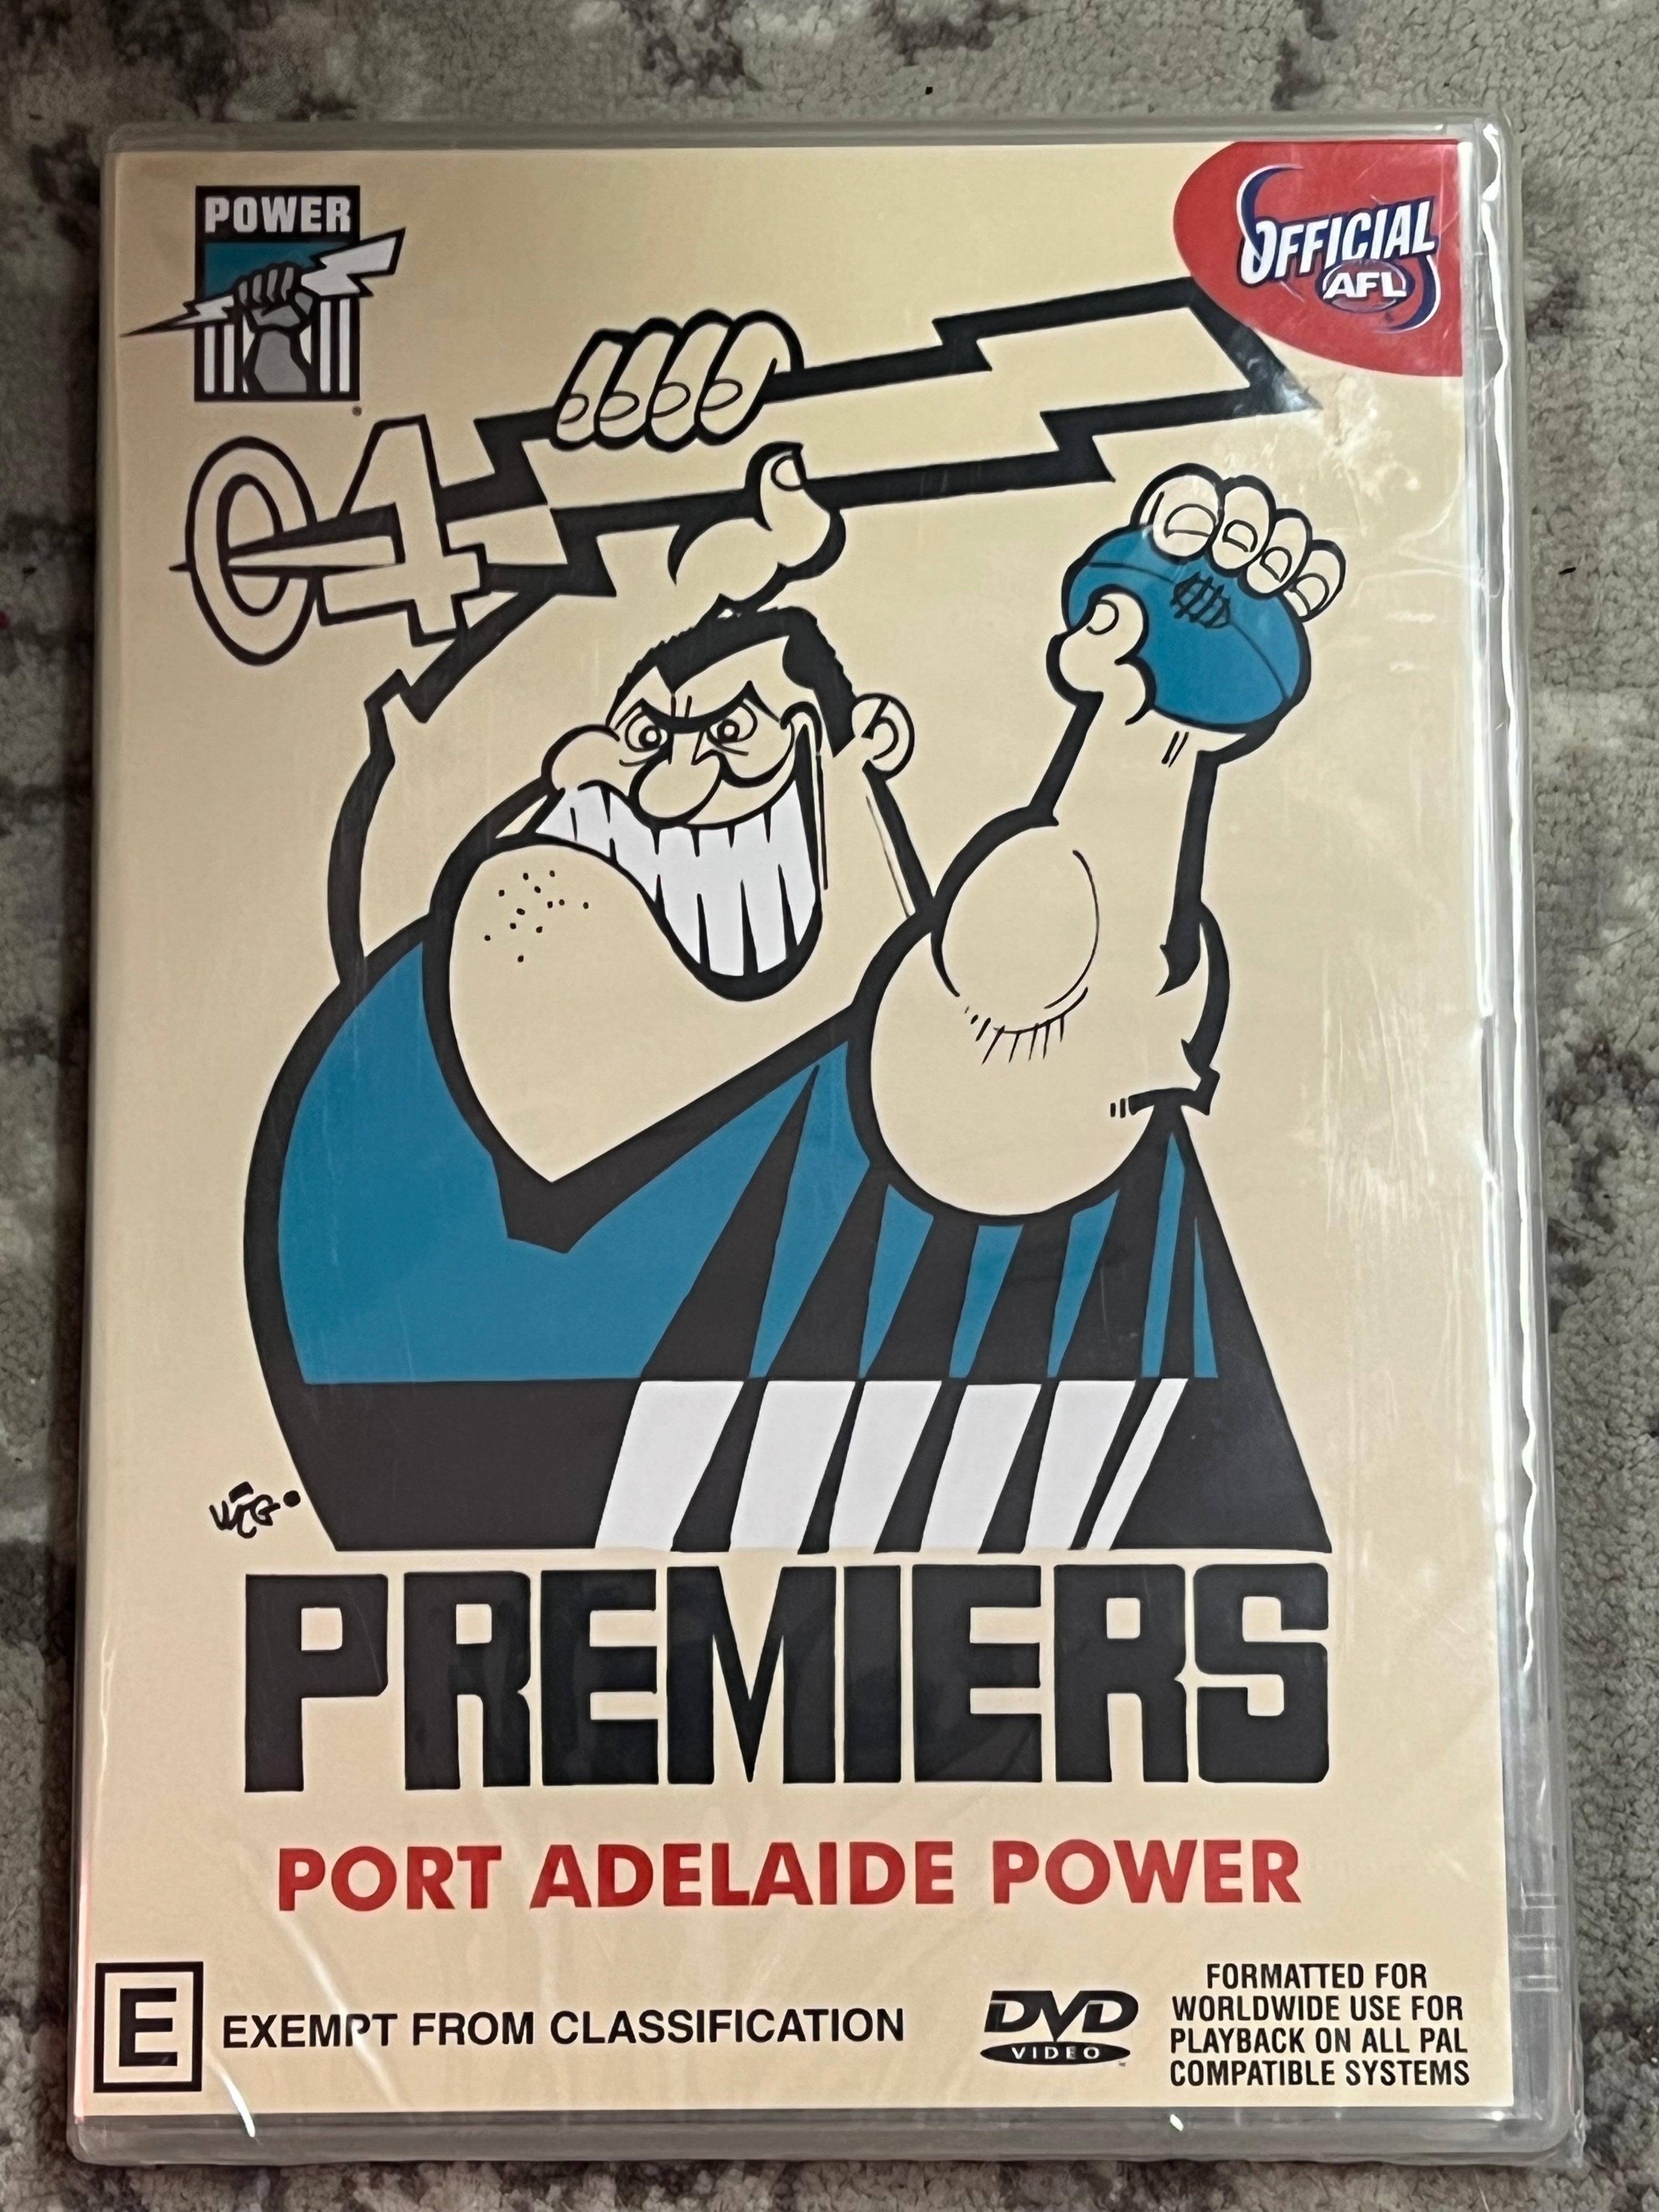 POWER
OFFICIAL
AFL
04
WEG.
PREMIERS
PORT ADELAIDE POWER
E EXEMPT FROM CLASSIFICATION
DVD
VIDEO
FORMATTED FOR
WORLDWIDE USE FOR
PLAYBACK ON ALL PAL
COMPATIBLE SYSTEMS